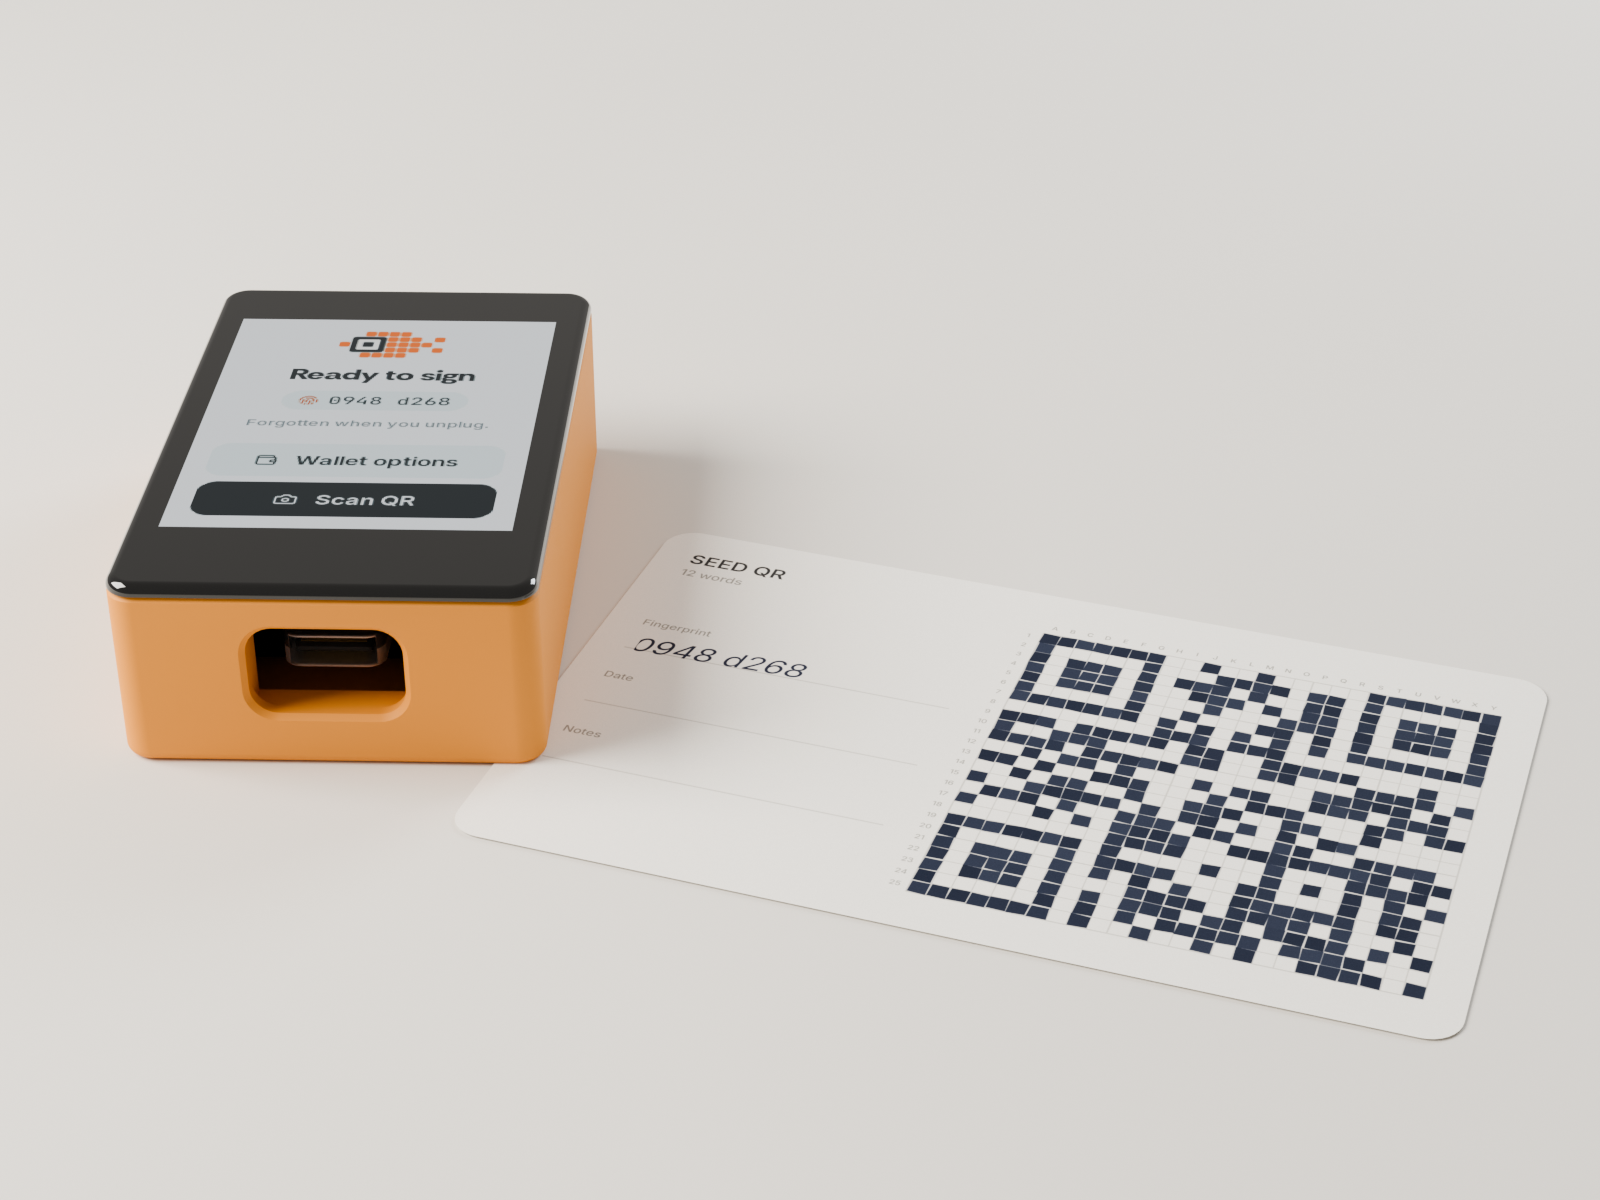 Ready to sign
0948 d268
Forgotten when you unplug.
Wallet options
Scan QR
SEED QR
12 words
Fingerprint
0948 d268
Date
Notes